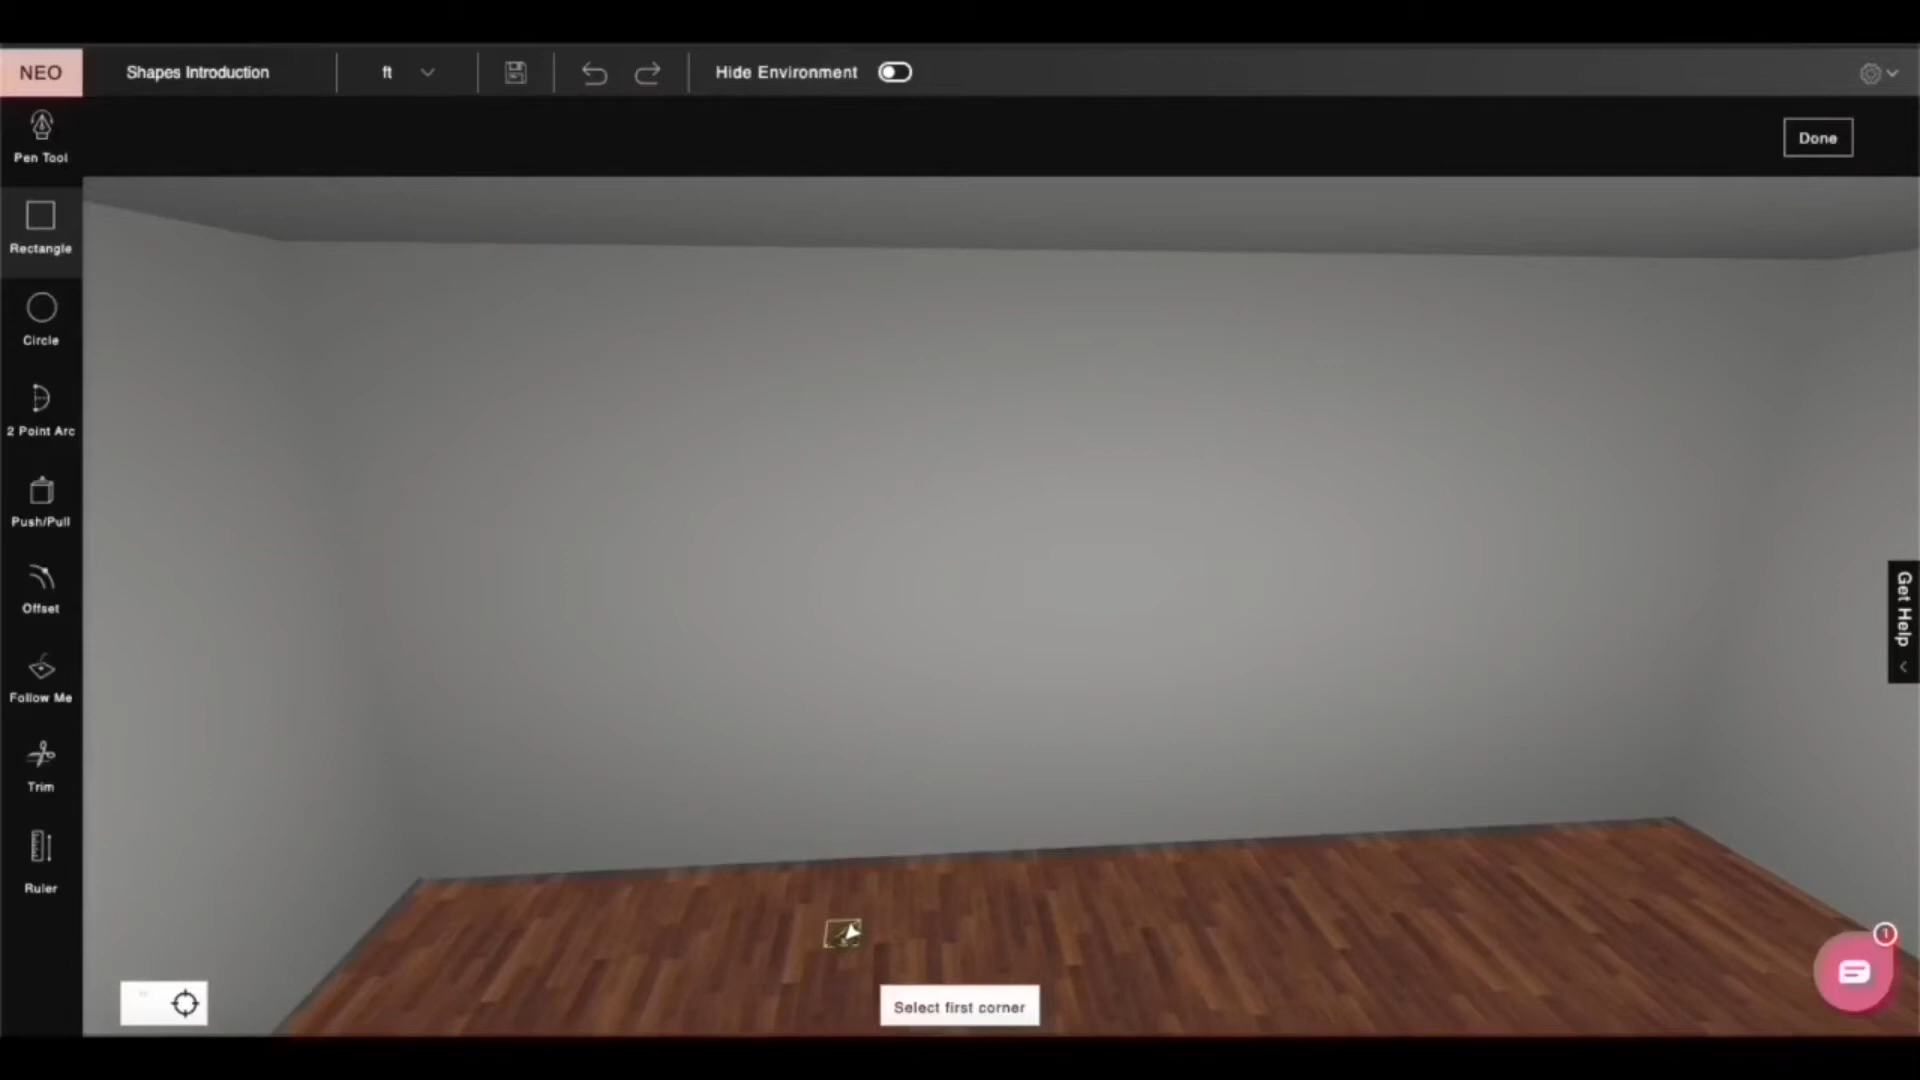 NEO
Shapes Introduction
ft
Hide Environment
Done
Pen Tool
Rectangle
Circle
2 Point Arc
Push/Pull
Offset
Follow Me
Trim
Ruler
Get Help
Select first corner
1